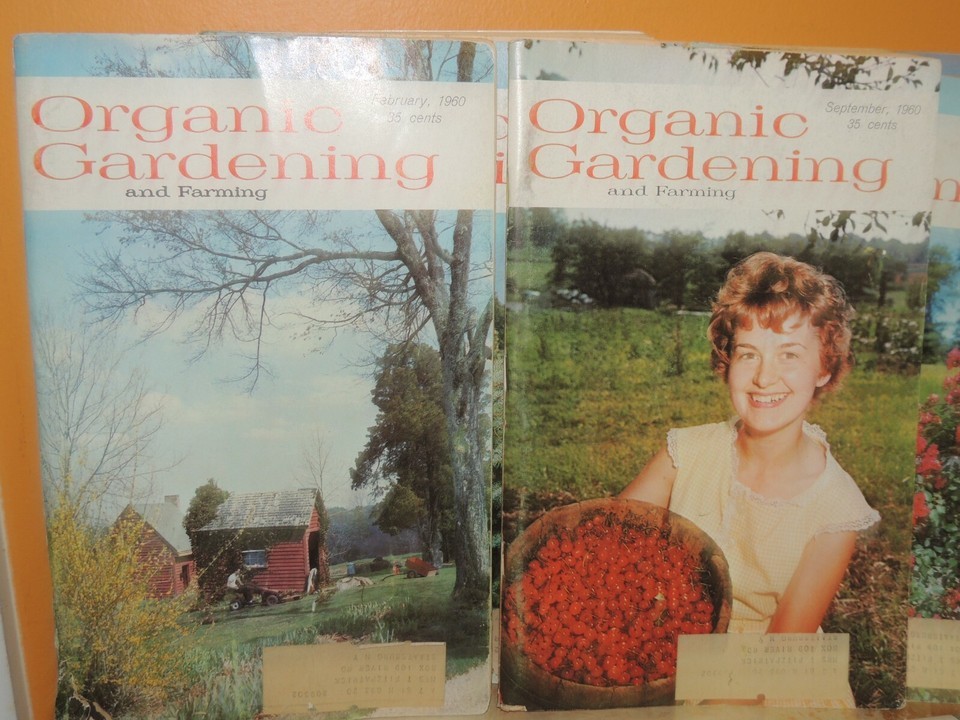 Organic
Gardening
and Farming
February, 1960
35 cents
Organic
Gardening
and Farming
September, 1960
35 cents